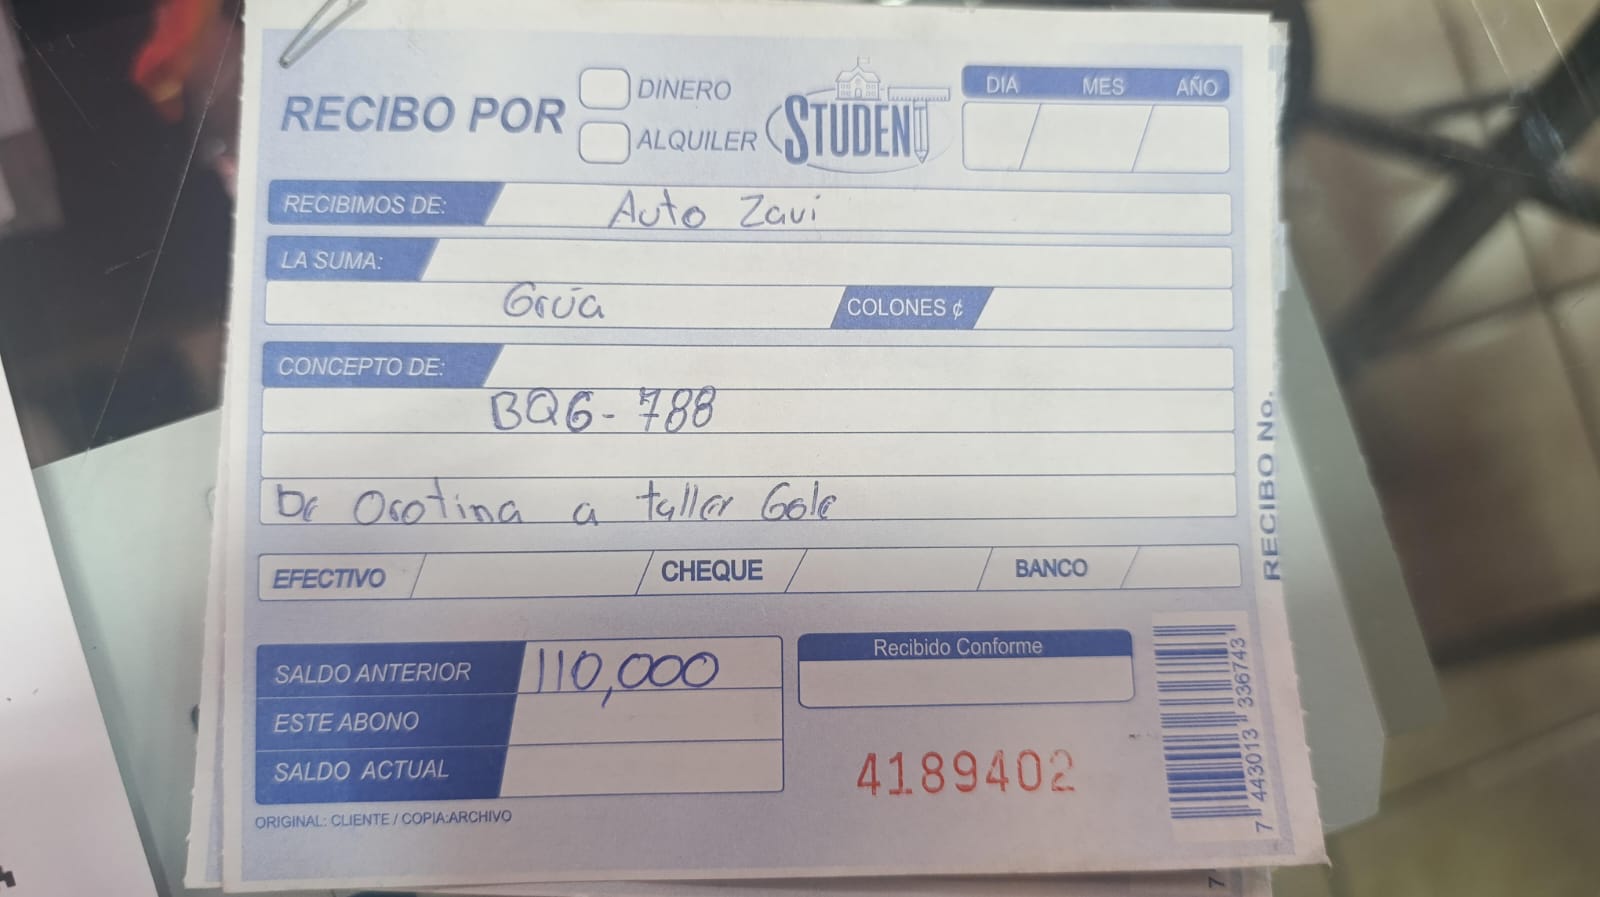 RECIBO POR
DINERO
ALQUILER
STUDENT
DIA MES AÑO
RECIBIMOS DE: Auto Zavi
LA SUMA:
Grúa COLONES ¢
CONCEPTO DE:
BQG-788
De Orotina a taller Gole
EFECTIVO CHEQUE BANCO
SALDO ANTERIOR 110,000
ESTE ABONO
SALDO ACTUAL
Recibido Conforme
4189402
ORIGINAL: CLIENTE / COPIA:ARCHIVO
RECIBO No.
7 443013 336743
7